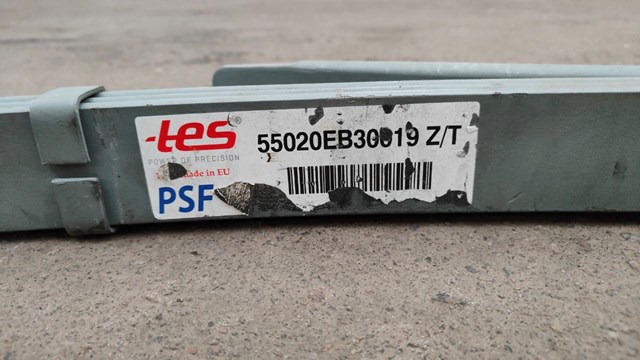 tes®
POWER OF PRECISION
55020EB30019 Z/T
Made in EU
PSF